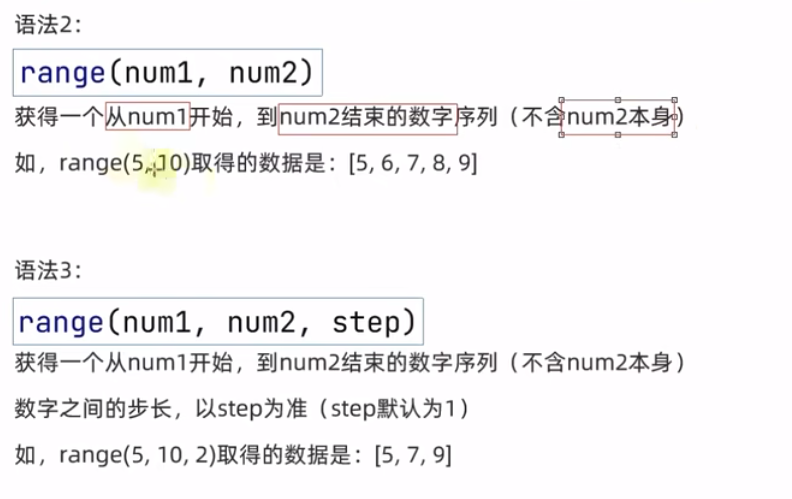 语法2：
range(num1, num2)
获得一个从num1开始，到num2结束的数字序列（不含num2本身）
如，range(5, 10)取得的数据是：[5, 6, 7, 8, 9]
语法3：
range(num1, num2, step)
获得一个从num1开始，到num2结束的数字序列（不含num2本身）
数字之间的步长，以step为准（step默认为1）
如，range(5, 10, 2)取得的数据是：[5, 7, 9]